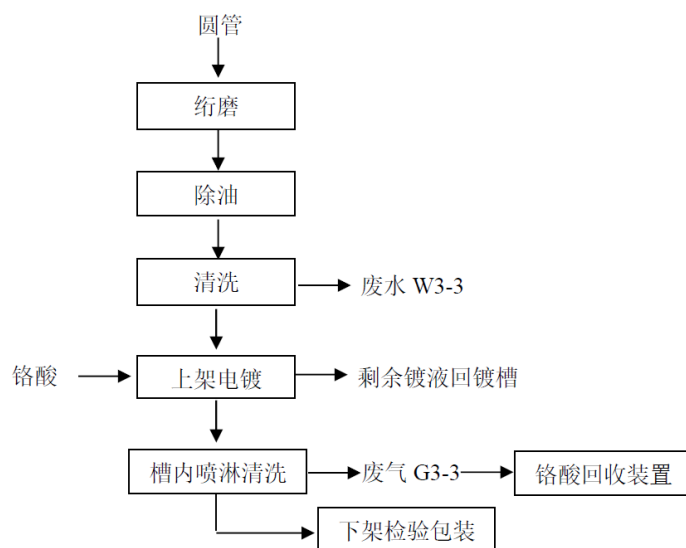 圆管
绗磨
除油
清洗
废水 W3-3
铬酸
上架电镀
剩余镀液回镀槽
槽内喷淋清洗
废气 G3-3
铬酸回收装置
下架检验包装